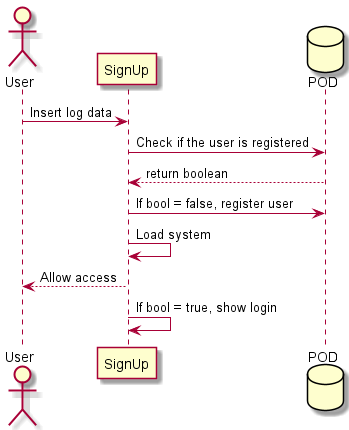 User
SignUp
POD
Insert log data
Check if the user is registered
return boolean
If bool = false, register user
Load system
Allow access
If bool = true, show login
User
SignUp
POD